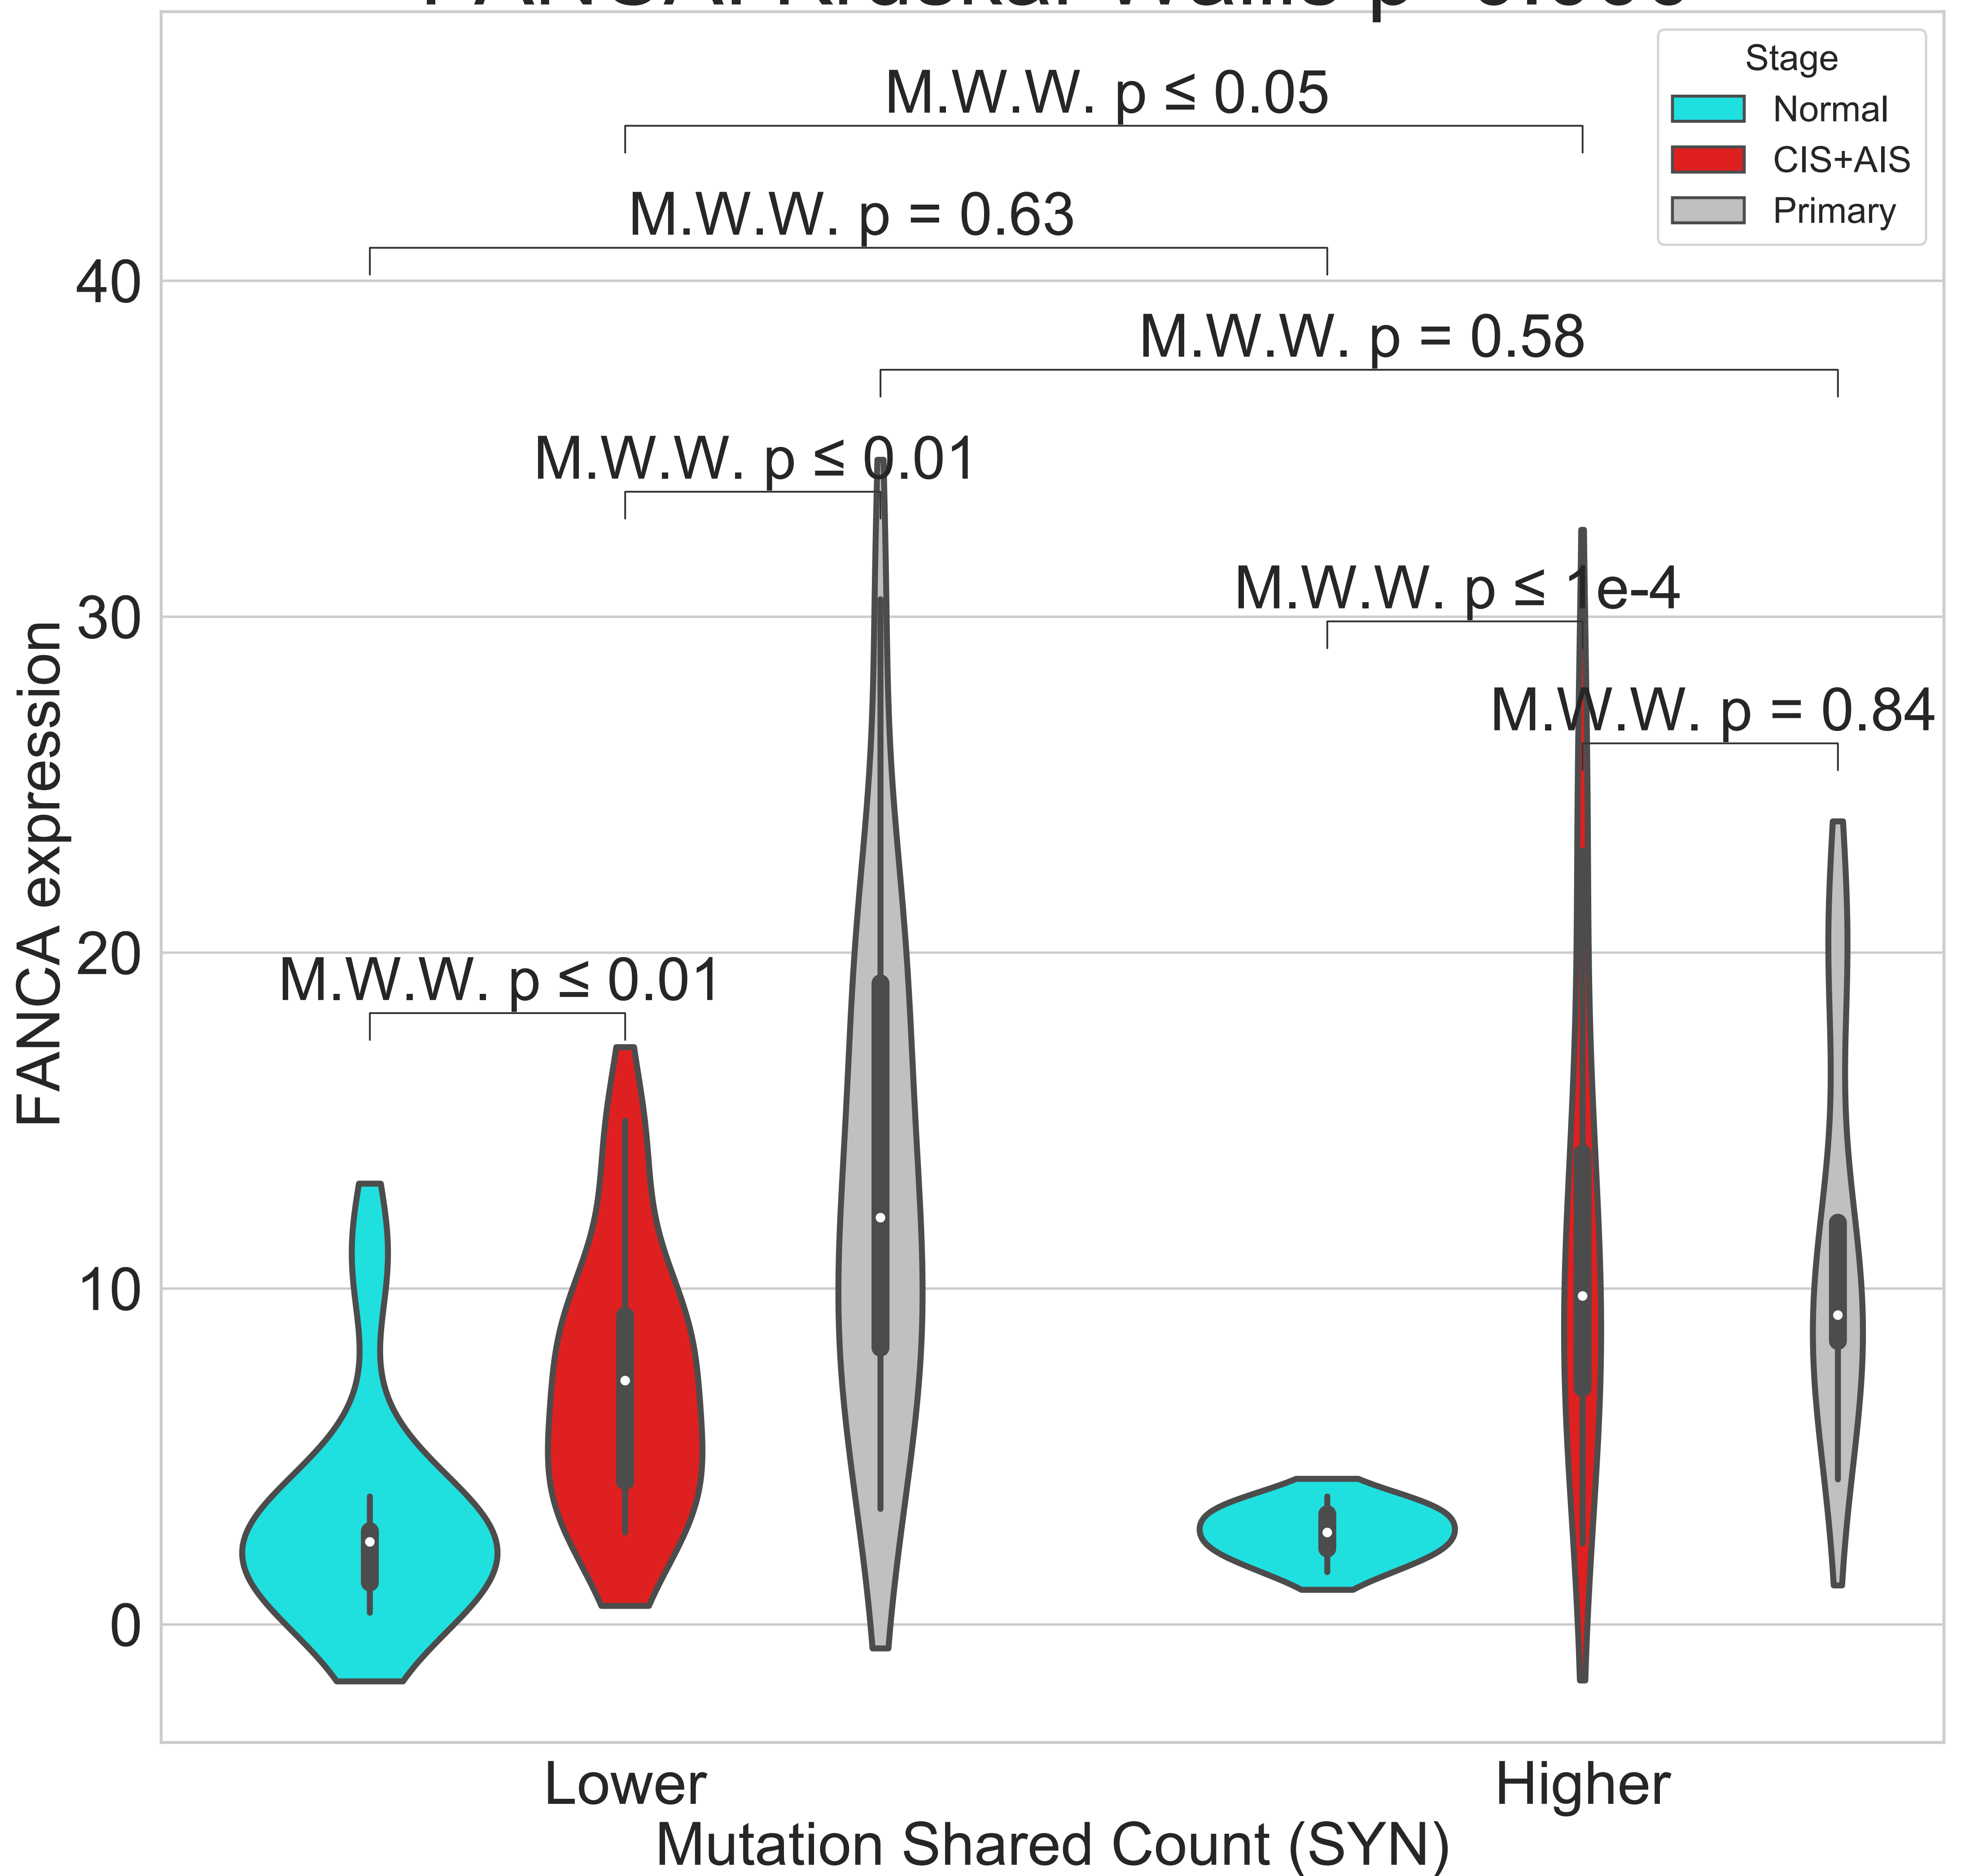 Stage
Normal
CIS+AIS
Primary
M.W.W. p ≤ 0.05
M.W.W. p = 0.63
M.W.W. p = 0.58
M.W.W. p ≤ 0.01
M.W.W. p ≤ 1e-4
M.W.W. p = 0.84
M.W.W. p ≤ 0.01
40
30
20
10
0
FANCA expression
Lower
Higher
Mutation Shared Count (SYN)